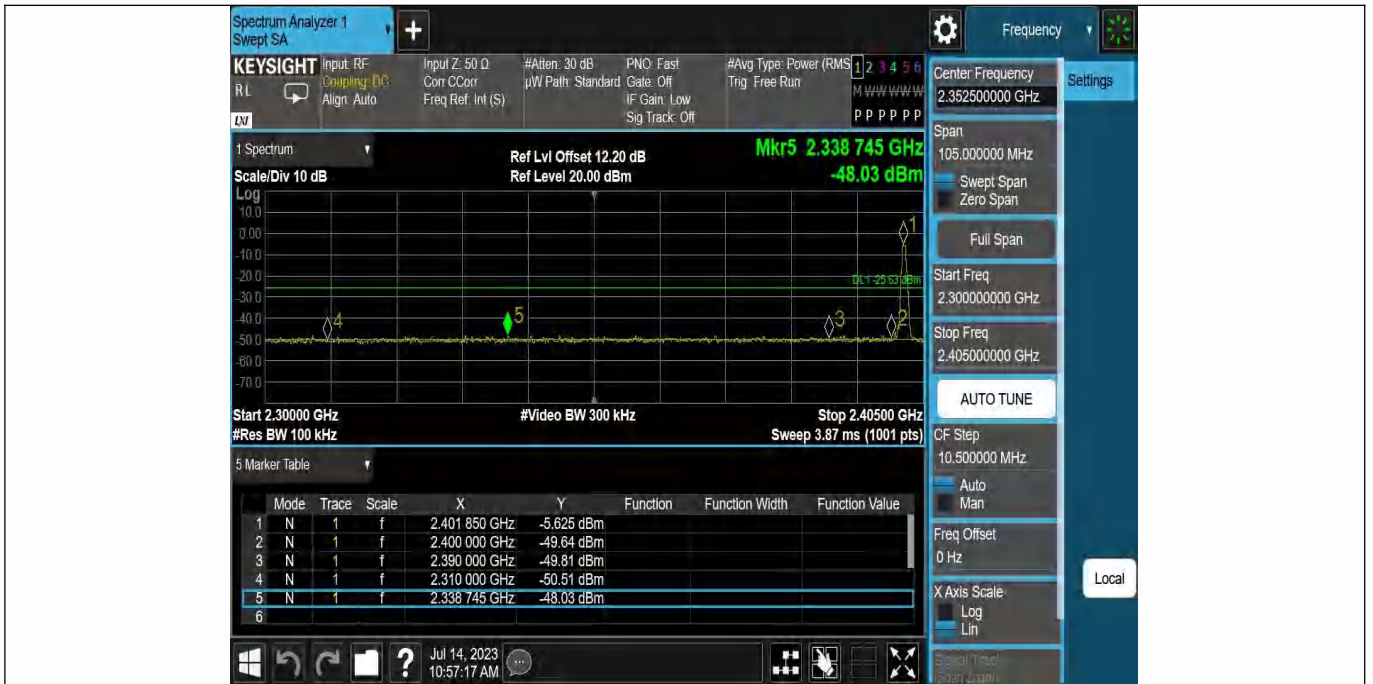 Spectrum Analyzer 1
Swept SA
+
Frequency
KEYSIGHT
RL
LXI
Input: RF
Coupling: DC
Align: Auto
Input Z: 50 Ω
Corr CCorr
Freq Ref: Int (S)
#Atten: 30 dB
µW Path: Standard
PNO: Fast
Gate: Off
IF Gain: Low
Sig Track: Off
#Avg Type: Power (RMS
Trig: Free Run
1 2 3 4 5 6
M W W W W W
P P P P P P
1 Spectrum
Scale/Div 10 dB
Ref Lvl Offset 12.20 dB
Ref Level 20.00 dBm
Mkr5 2.338 745 GHz
-48.03 dBm
Log
10.0
0.00
-10.0
-20.0
-30.0
-40.0
-50.0
-60.0
-70.0
DL1 -25.63 dBm
1
2
3
4
5
Start 2.30000 GHz
#Video BW 300 kHz
Stop 2.40500 GHz
#Res BW 100 kHz
Sweep 3.87 ms (1001 pts)
5 Marker Table
Mode Trace Scale X Y Function Function Width Function Value
1 N 1 f 2.401 850 GHz -5.625 dBm
2 N 1 f 2.400 000 GHz -49.64 dBm
3 N 1 f 2.390 000 GHz -49.81 dBm
4 N 1 f 2.310 000 GHz -50.51 dBm
5 N 1 f 2.338 745 GHz -48.03 dBm
6
?
Jul 14, 2023
10:57:17 AM
Center Frequency
2.352500000 GHz
Settings
Span
105.000000 MHz
Swept Span
Zero Span
Full Span
Start Freq
2.300000000 GHz
Stop Freq
2.405000000 GHz
AUTO TUNE
CF Step
10.500000 MHz
Auto
Man
Freq Offset
0 Hz
X Axis Scale
Log
Lin
Local